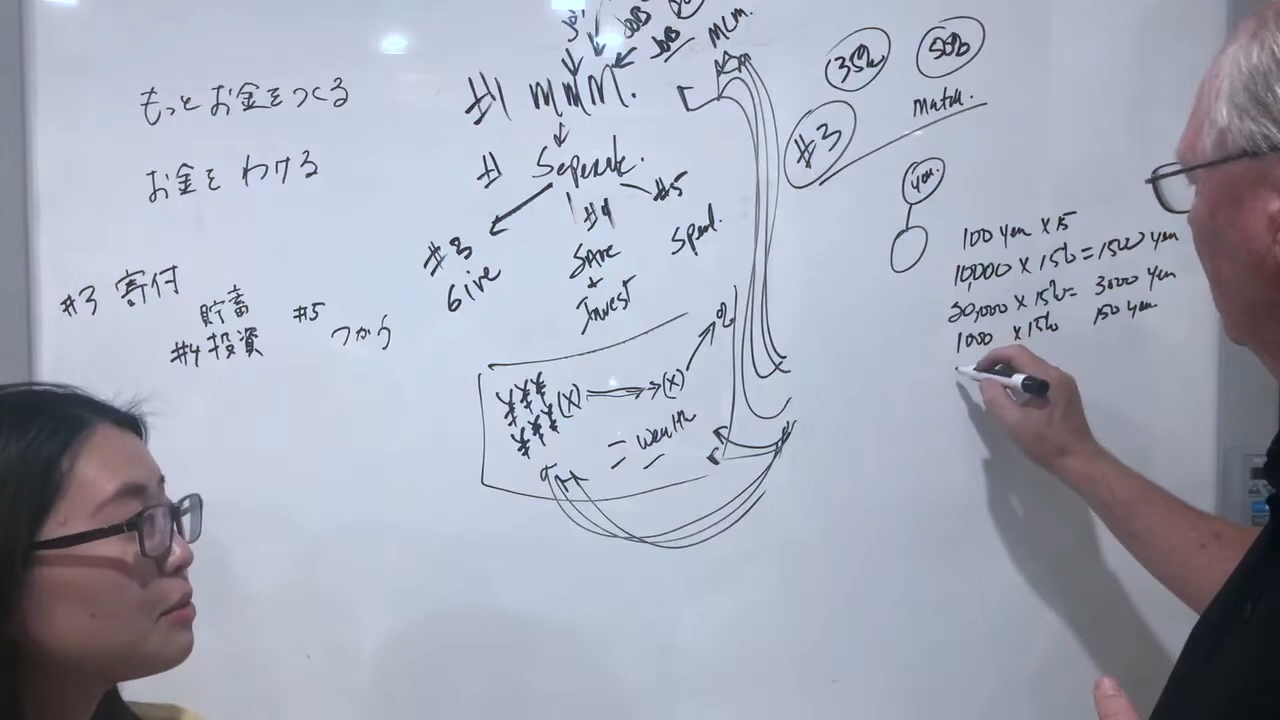 もっとお金をつくる
お金をわける
#3 寄付
貯畜
#4 投資
#5
つかう
JOB
JOB
MLM.
#1 MMM.
#
#3
Give
#4
SAVE
+
Invest
#5
Spend.
¥¥¥
¥¥¥ (X) → (X)
%
= Wealth
35%
50%
Match.
#3
you.
100 yen x 15
10,000 x 15% = 1500 yen
20,000 x 15% = 3000 yen
1000 x 15% 150 yen